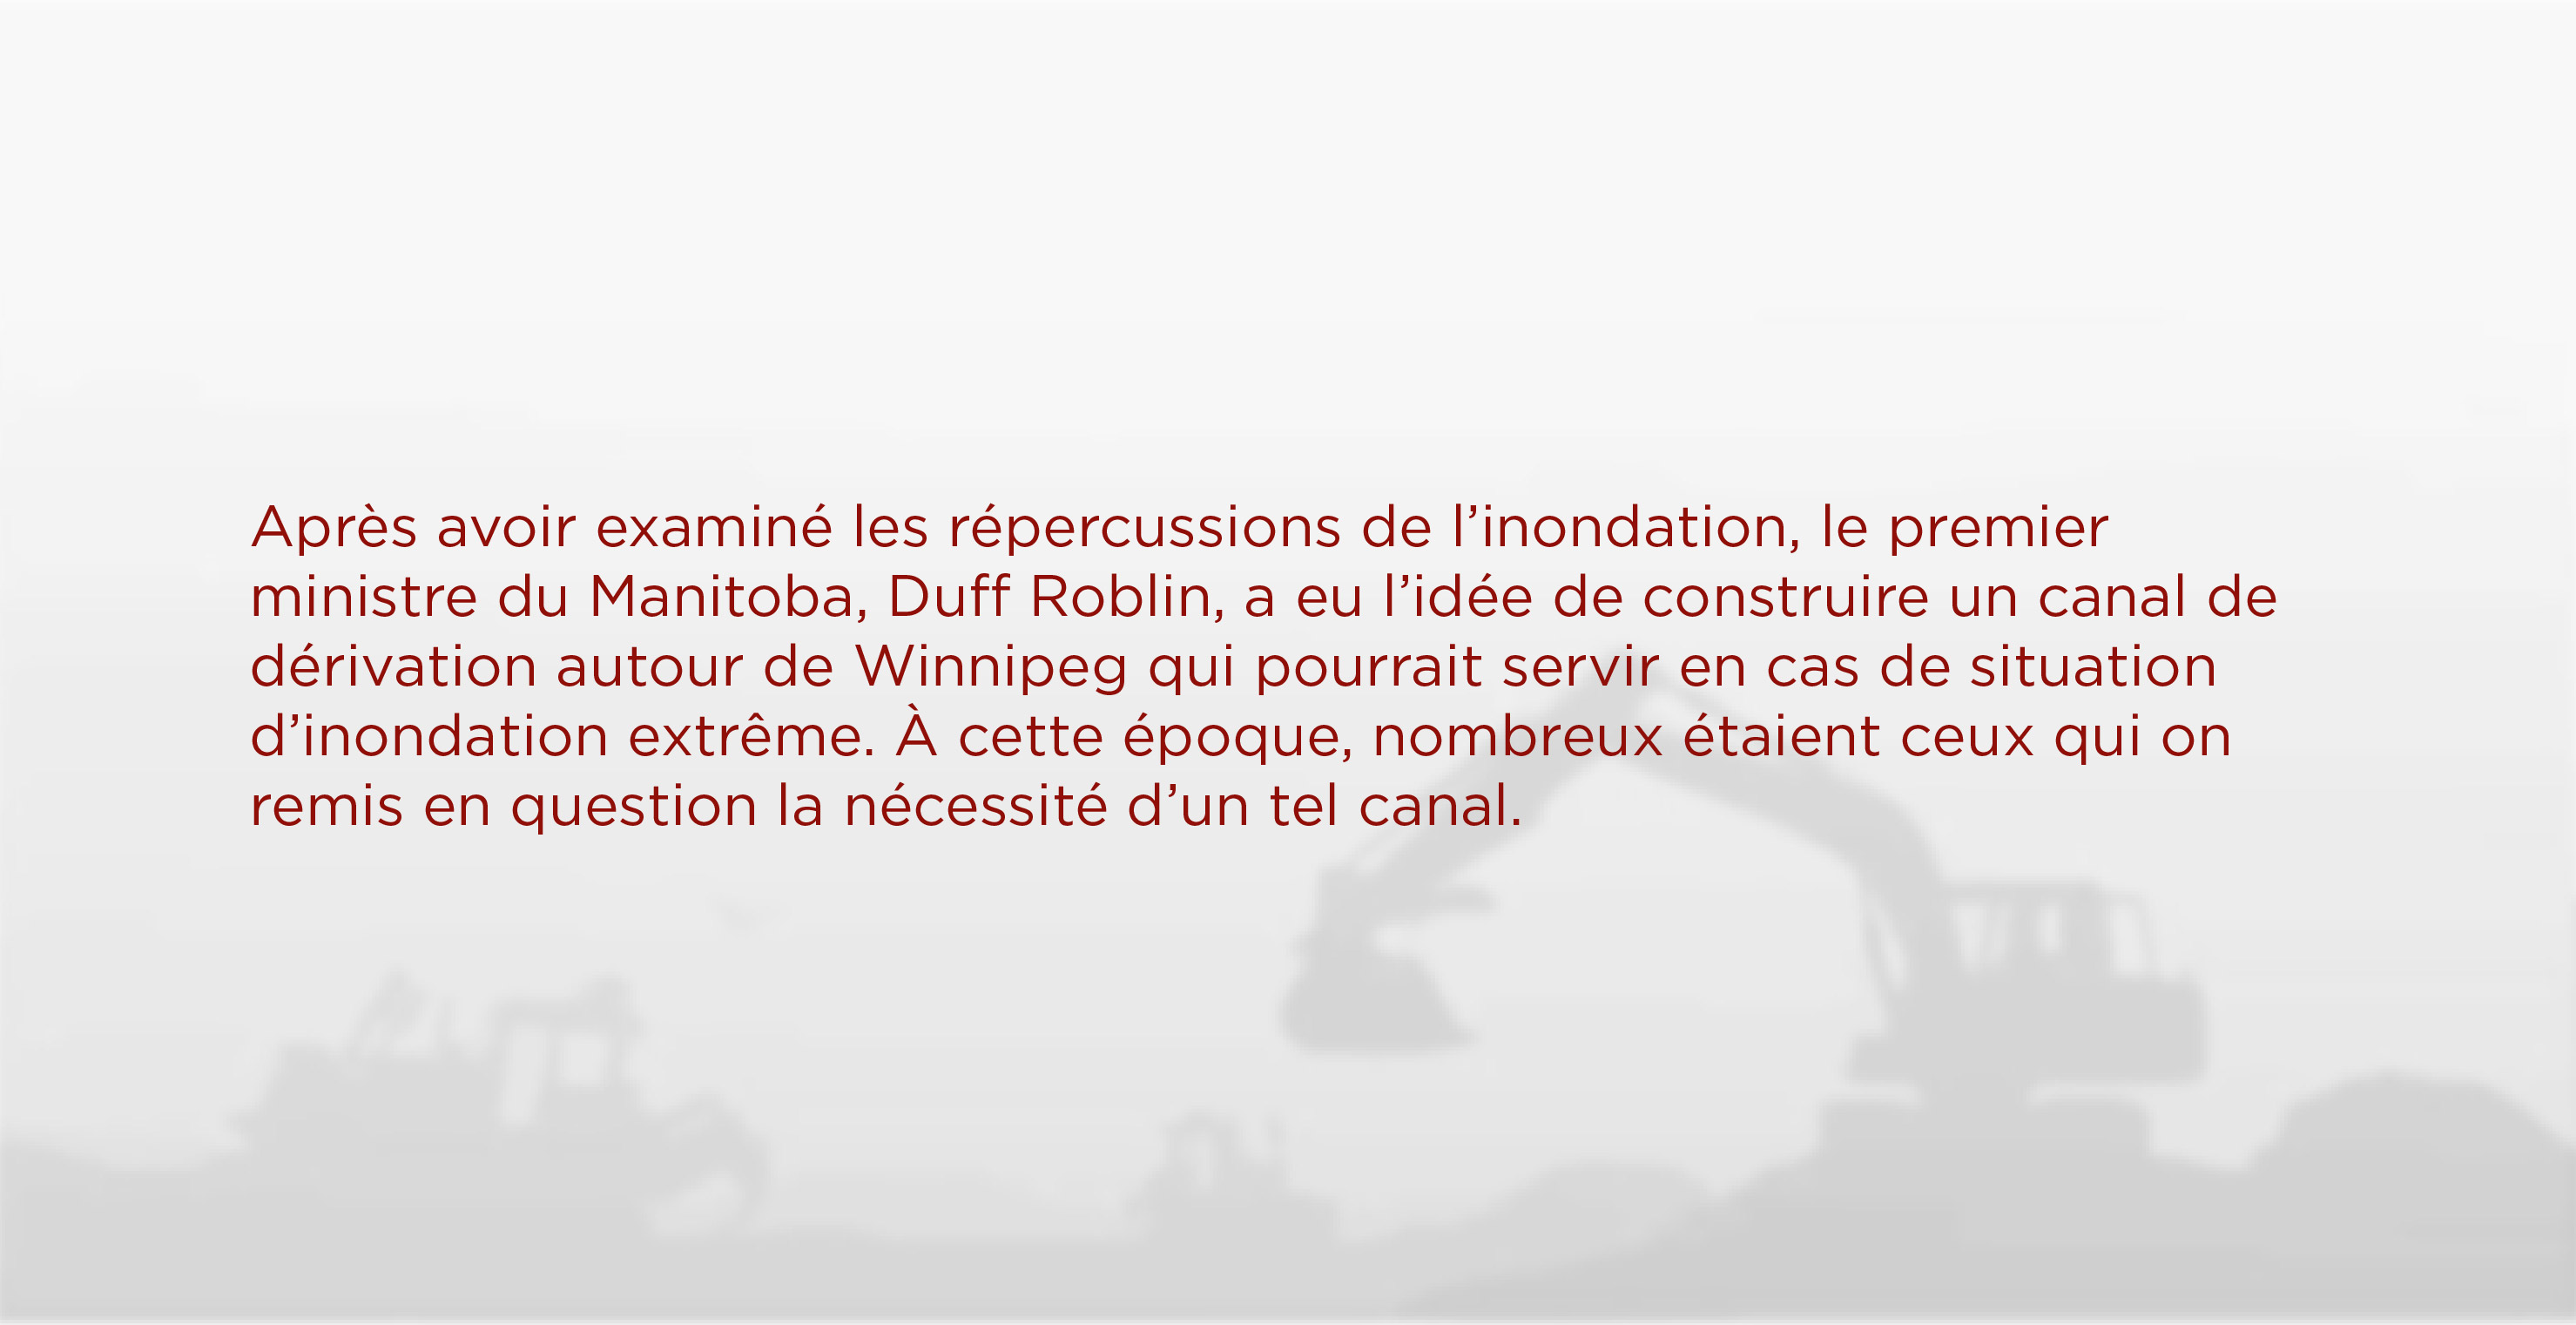 Après avoir examiné les répercussions de l’inondation, le premier
ministre du Manitoba, Duff Roblin, a eu l’idée de construire un canal de
dérivation autour de Winnipeg qui pourrait servir en cas de situation
d’inondation extrême. À cette époque, nombreux étaient ceux qui on
remis en question la nécessité d’un tel canal.